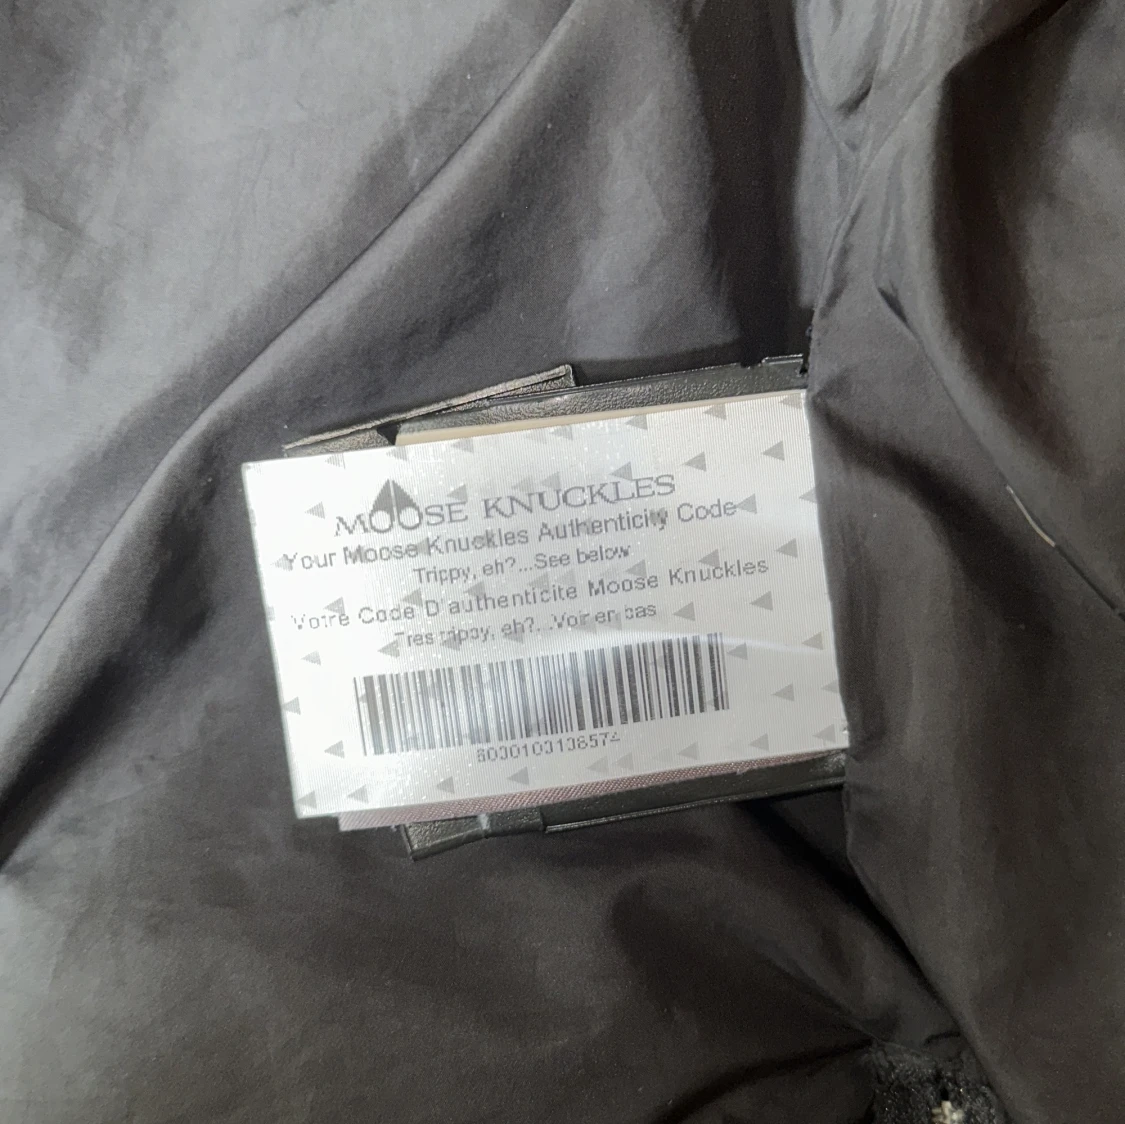 MOOSE KNUCKLES
Your Moose Knuckles Authenticity Code
Trippy, eh?...See below
Votre Code D'authenticite Moose Knuckles
Tres trippy, eh?...Voir en bas